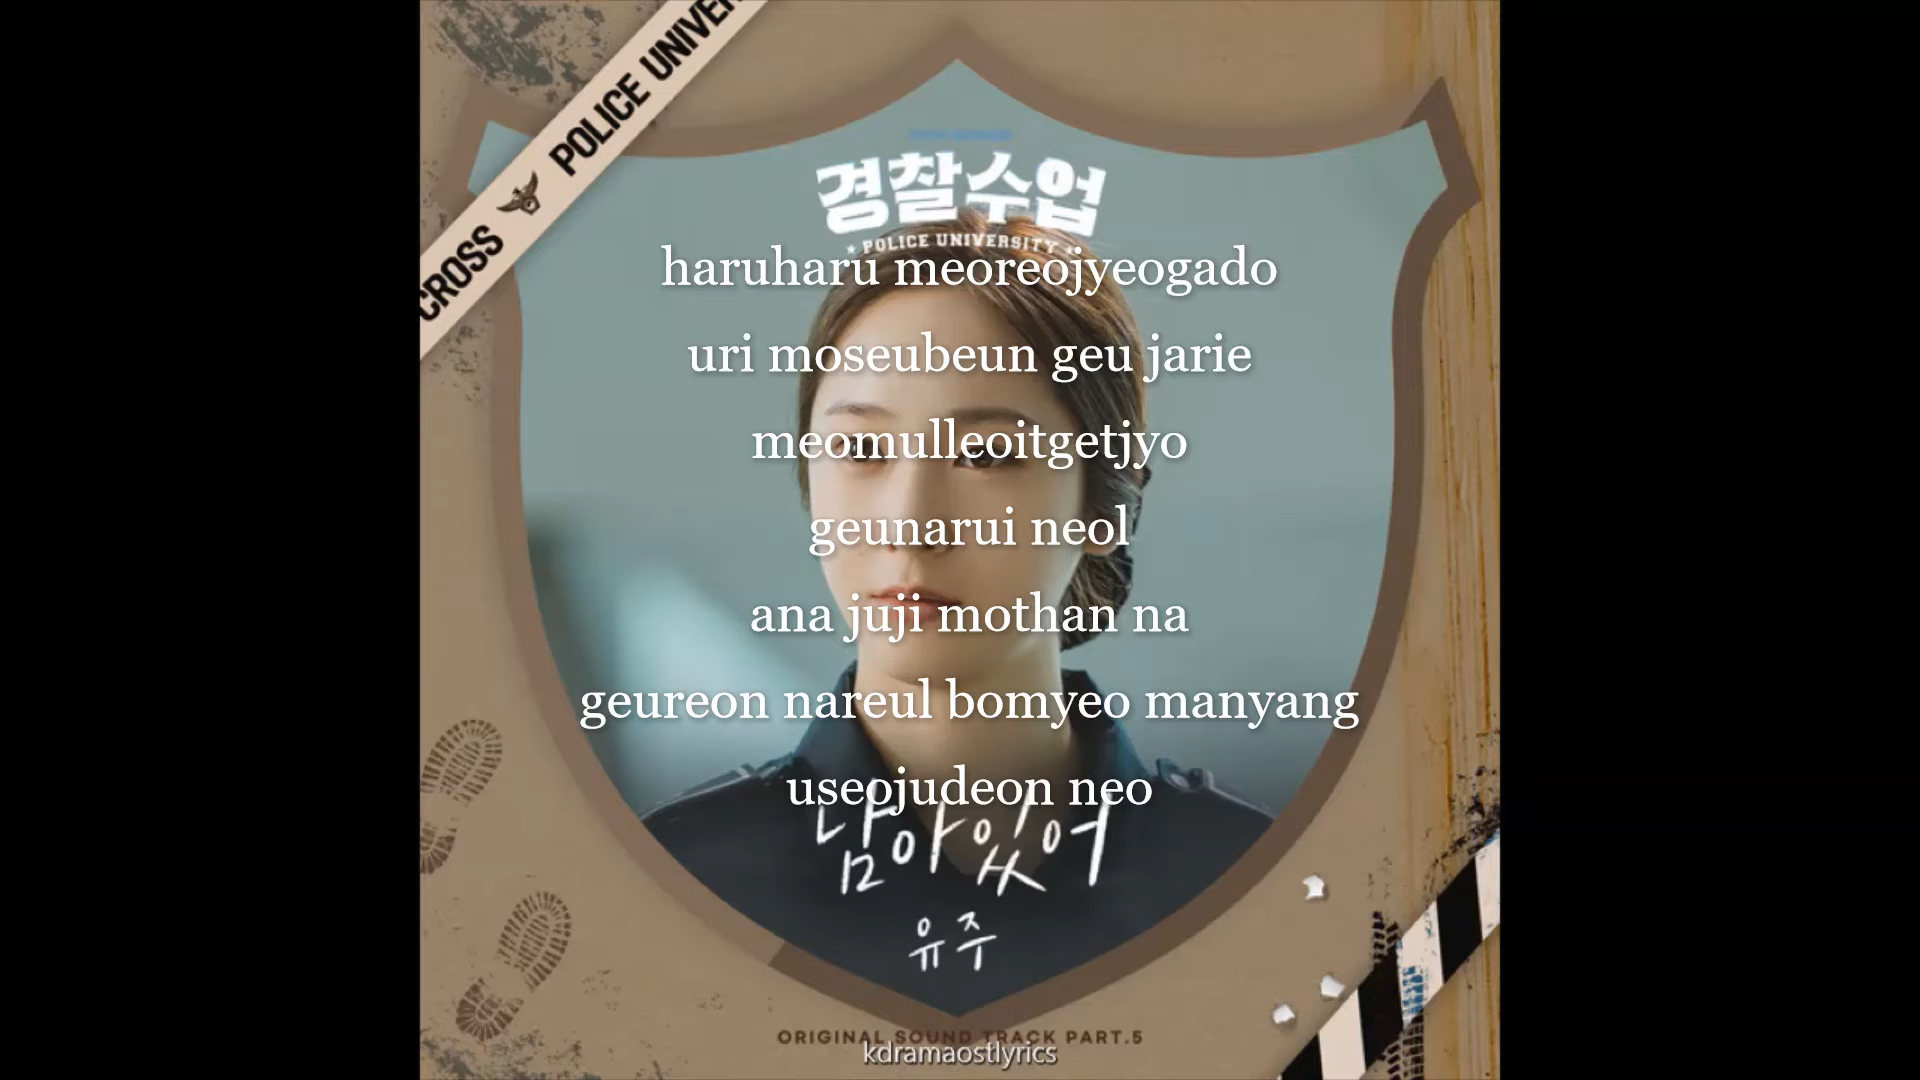 CROSS POLICE UNIVER
경찰수업
POLICE UNIVERSITY
haruharu meoreojyeogado
uri moseubeun geu jarie
meomulleoitgetjyo
geunarui neol
ana juji mothan na
geureon nareul bomyeo manyang
useojudeon neo
남아있어
유주
ORIGINAL SOUND TRACK PART.5
kdramaostlyrics